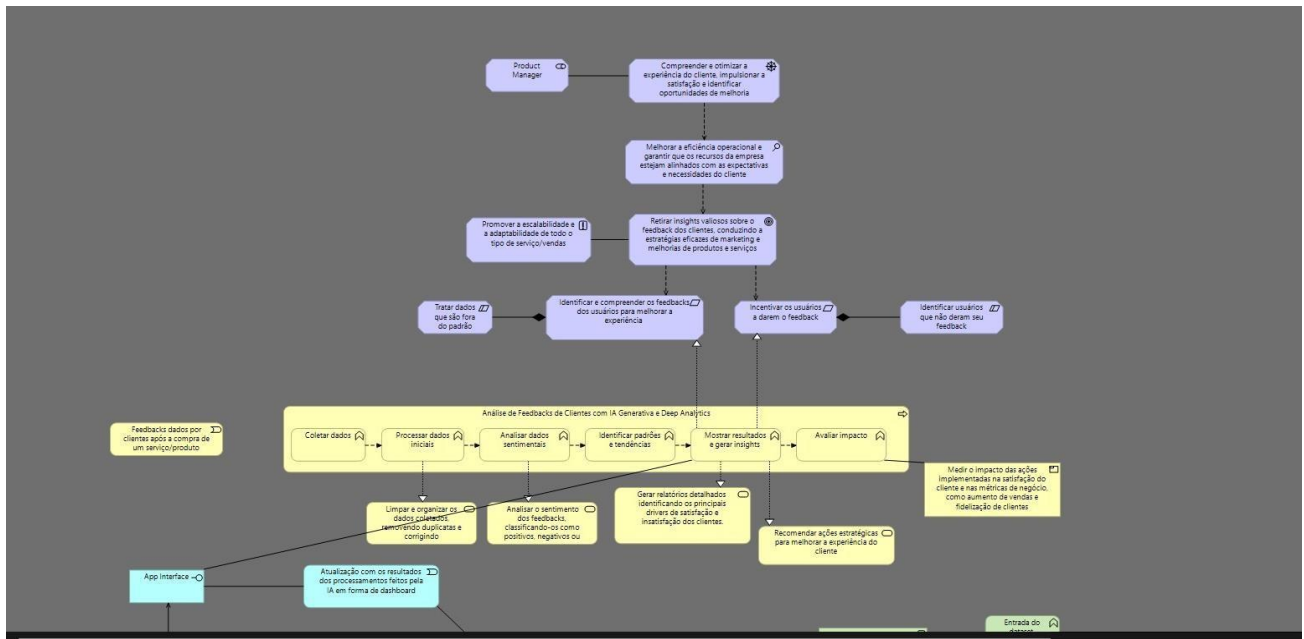 Product
Manager
Compreender e otimizar a
experiência do cliente, impulsionar a
satisfação e identificar
oportunidades de melhoria
Melhorar a eficiência operacional e
garantir que os recursos da empresa
estejam alinhados com as expectativas
e necessidades do cliente
Promover a escalabilidade e
a adaptabilidade de todo o
tipo de serviço/vendas
Retirar insights valiosos sobre o
feedback dos clientes, conduzindo a
estratégias eficazes de marketing e
melhorias de produtos e serviços
Tratar dados
que são fora
do padrão
Identificar e compreender os feedbacks
dos usuários para melhorar a
experiência
Incentivar os usuários
a darem o feedback
Identificar usuários
que não deram seu
feedback
Análise de Feedbacks de Clientes com IA Generativa e Deep Analytics
Feedbacks dados por
clientes após a compra de
um serviço/produto
Coletar dados
Processar dados
iniciais
Analisar dados
sentimentais
Identificar padrões
e tendências
Mostrar resultados
e gerar insights
Avaliar impacto
Medir o impacto das ações
implementadas na satisfação do
cliente e nas métricas de negócio,
como aumento de vendas e
fidelização de clientes
Limpar e organizar os
dados coletados,
removendo duplicatas e
corrigindo
Analisar o sentimento
dos feedbacks,
classificando-os como
positivos, negativos ou
Gerar relatórios detalhados
identificando os principais
drivers de satisfação e
insatisfação dos clientes.
Recomendar ações estratégicas
para melhorar a experiência do
cliente
App Interface
Atualização com os resultados
dos processamentos feitos pela
IA em forma de dashboard
Entrada do
dataset